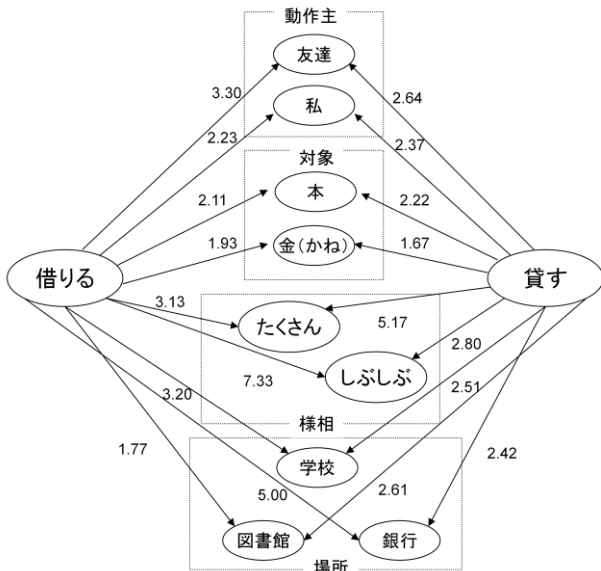 動作主
友達
3.30
2.64
私
2.23
2.37
対象
本
2.11
2.22
金(かね)
1.93
1.67
借りる
貸す
3.13
たくさん
5.17
しぶしぶ
2.80
7.33
2.51
3.20
様相
学校
1.77
2.42
5.00
2.61
図書館
銀行
場所